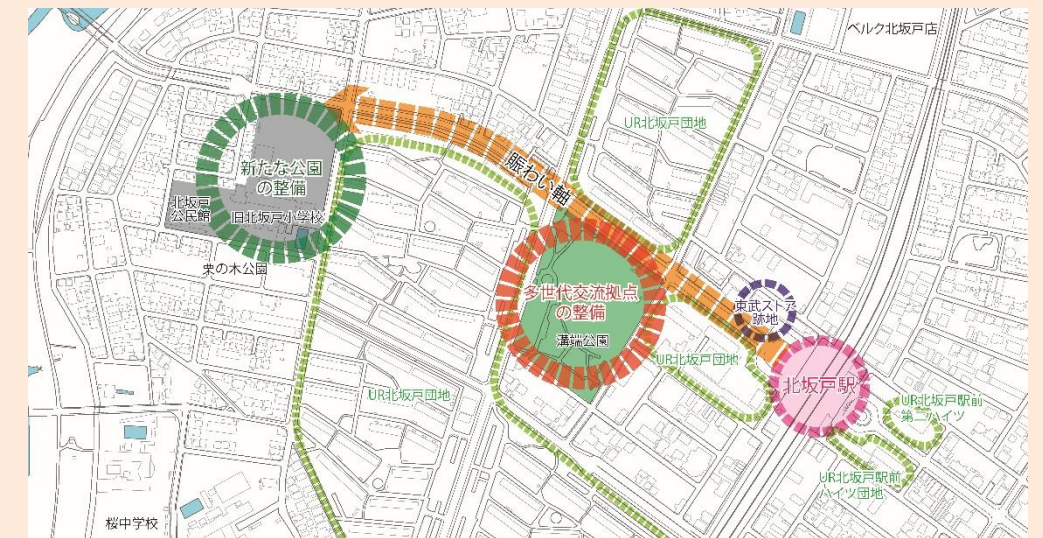 ベルク北坂戸店
UR北坂戸団地
新たな公園
の整備
賑わい軸
北坂戸
公民館
旧北坂戸小学校
東の木公園
多世代交流拠点
の整備
溝端公園
東武ストア
跡地
UR北坂戸団地
北坂戸駅
UR北坂戸団地
UR北坂戸駅前
第二ハイツ
UR北坂戸駅前
ハイツ団地
桜中学校